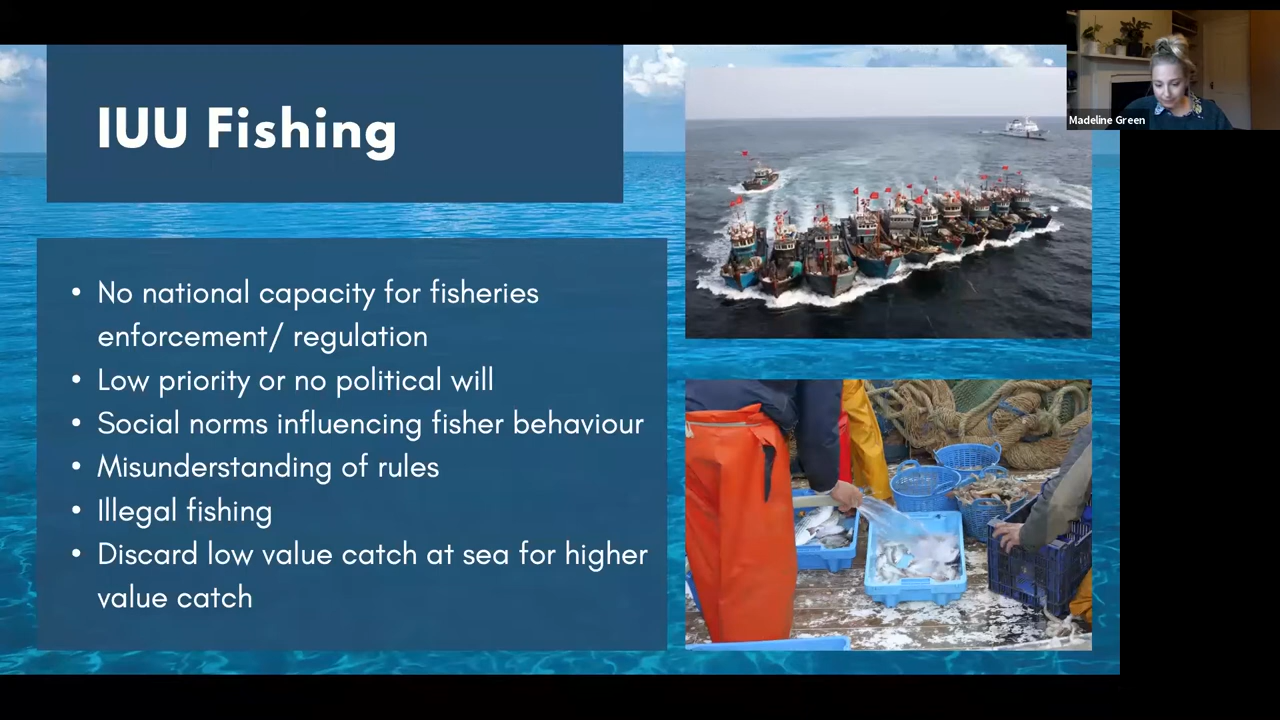 IUU Fishing
Madeline Green
• No national capacity for fisheries
enforcement/ regulation
• Low priority or no political will
• Social norms influencing fisher behaviour
• Misunderstanding of rules
• Illegal fishing
• Discard low value catch at sea for higher
value catch